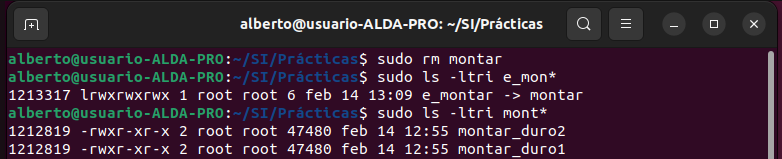 alberto@usuario-ALDA-PRO: ~/SI/Prácticas
alberto@usuario-ALDA-PRO:~/SI/Prácticas$ sudo rm montar
alberto@usuario-ALDA-PRO:~/SI/Prácticas$ sudo ls -ltri e_mon*
1213317 lrwxrwxrwx 1 root root 6 feb 14 13:09 e_montar -> montar
alberto@usuario-ALDA-PRO:~/SI/Prácticas$ sudo ls -ltri mont*
1212819 -rwxr-xr-x 2 root root 47480 feb 14 12:55 montar_duro2
1212819 -rwxr-xr-x 2 root root 47480 feb 14 12:55 montar_duro1